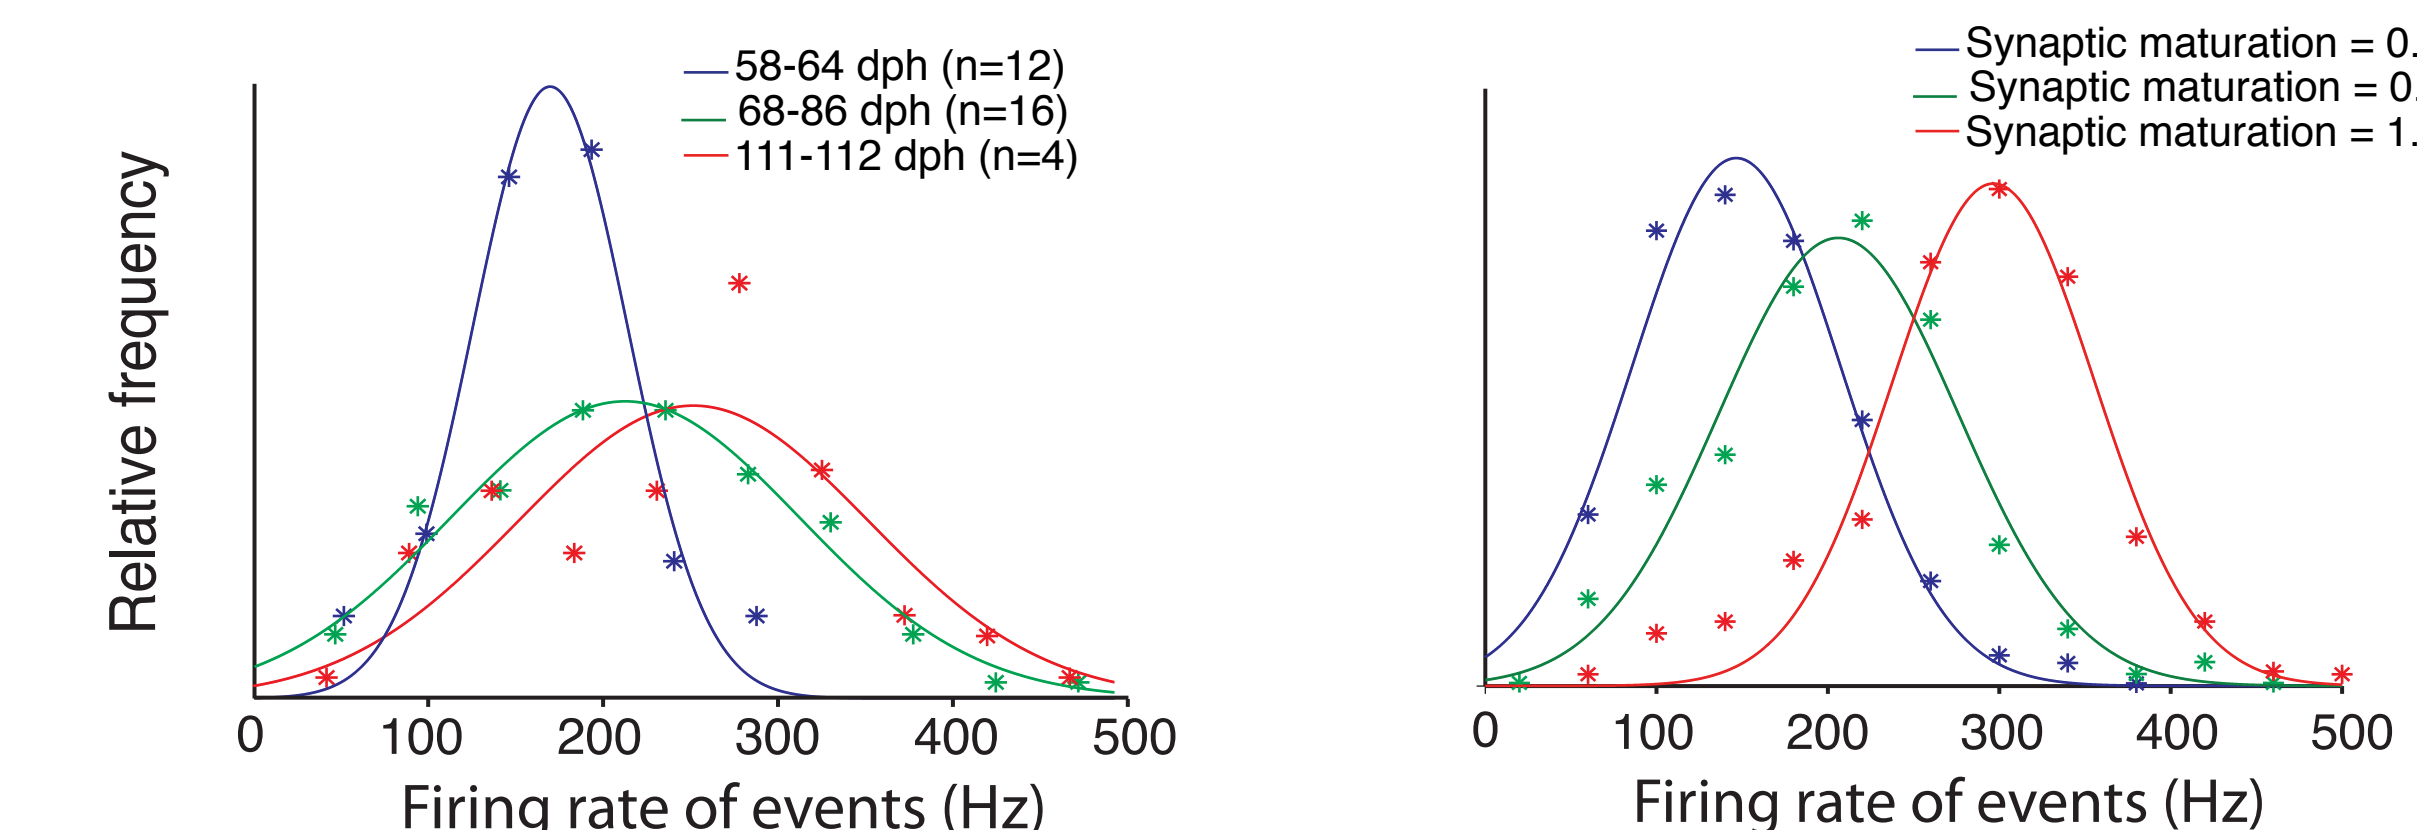 58-64 dph (n=12)
68-86 dph (n=16)
111-112 dph (n=4)
Relative frequency
0 100 200 300 400 500
Firing rate of events (Hz)
Synaptic maturation = 0.
Synaptic maturation = 0.
Synaptic maturation = 1.
0 100 200 300 400 500
Firing rate of events (Hz)